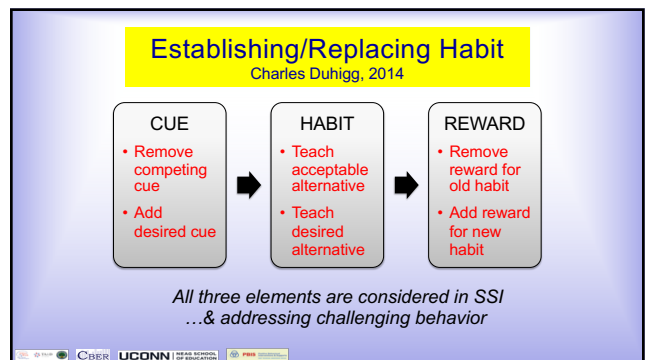 Establishing/Replacing Habit
Charles Duhigg, 2014
CUE
• Remove
competing
cue
• Add
desired cue
HABIT
• Teach
acceptable
alternative
• Teach
desired
alternative
REWARD
• Remove
reward for
old habit
• Add reward
for new
habit
All three elements are considered in SSI
…& addressing challenging behavior
CBER UCONN | NEAG SCHOOL
OF EDUCATION
PBIS